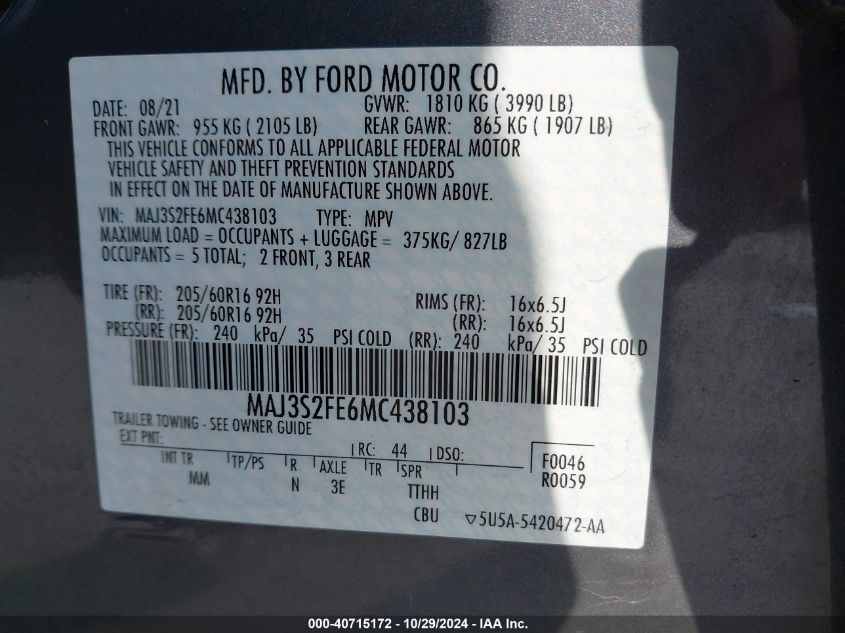 MFD. BY FORD MOTOR CO.
DATE: 08/21 GVWR: 1810 KG ( 3990 LB)
FRONT GAWR: 955 KG ( 2105 LB) REAR GAWR: 865 KG ( 1907 LB)
THIS VEHICLE CONFORMS TO ALL APPLICABLE FEDERAL MOTOR
VEHICLE SAFETY AND THEFT PREVENTION STANDARDS
IN EFFECT ON THE DATE OF MANUFACTURE SHOWN ABOVE.
VIN: MAJ3S2FE6MC438103 TYPE: MPV
MAXIMUM LOAD = OCCUPANTS + LUGGAGE = 375KG/ 827LB
OCCUPANTS = 5 TOTAL; 2 FRONT, 3 REAR
TIRE (FR): 205/60R16 92H RIMS (FR): 16x6.5J
(RR): 205/60R16 92H (RR): 16x6.5J
PRESSURE (FR): 240 kPa/ 35 PSI COLD (RR): 240 kPa/ 35 PSI COLD
MAJ3S2FE6MC438103
TRAILER TOWING - SEE OWNER GUIDE
EXT PNT: RC: 44 DSO: F0046
INT TR TP/PS R AXLE TR SPR R0059
MM N 3E TTHH
CBU ▽5U5A-5420472-AA
000-40715172 - 10/29/2024 - IAA Inc.